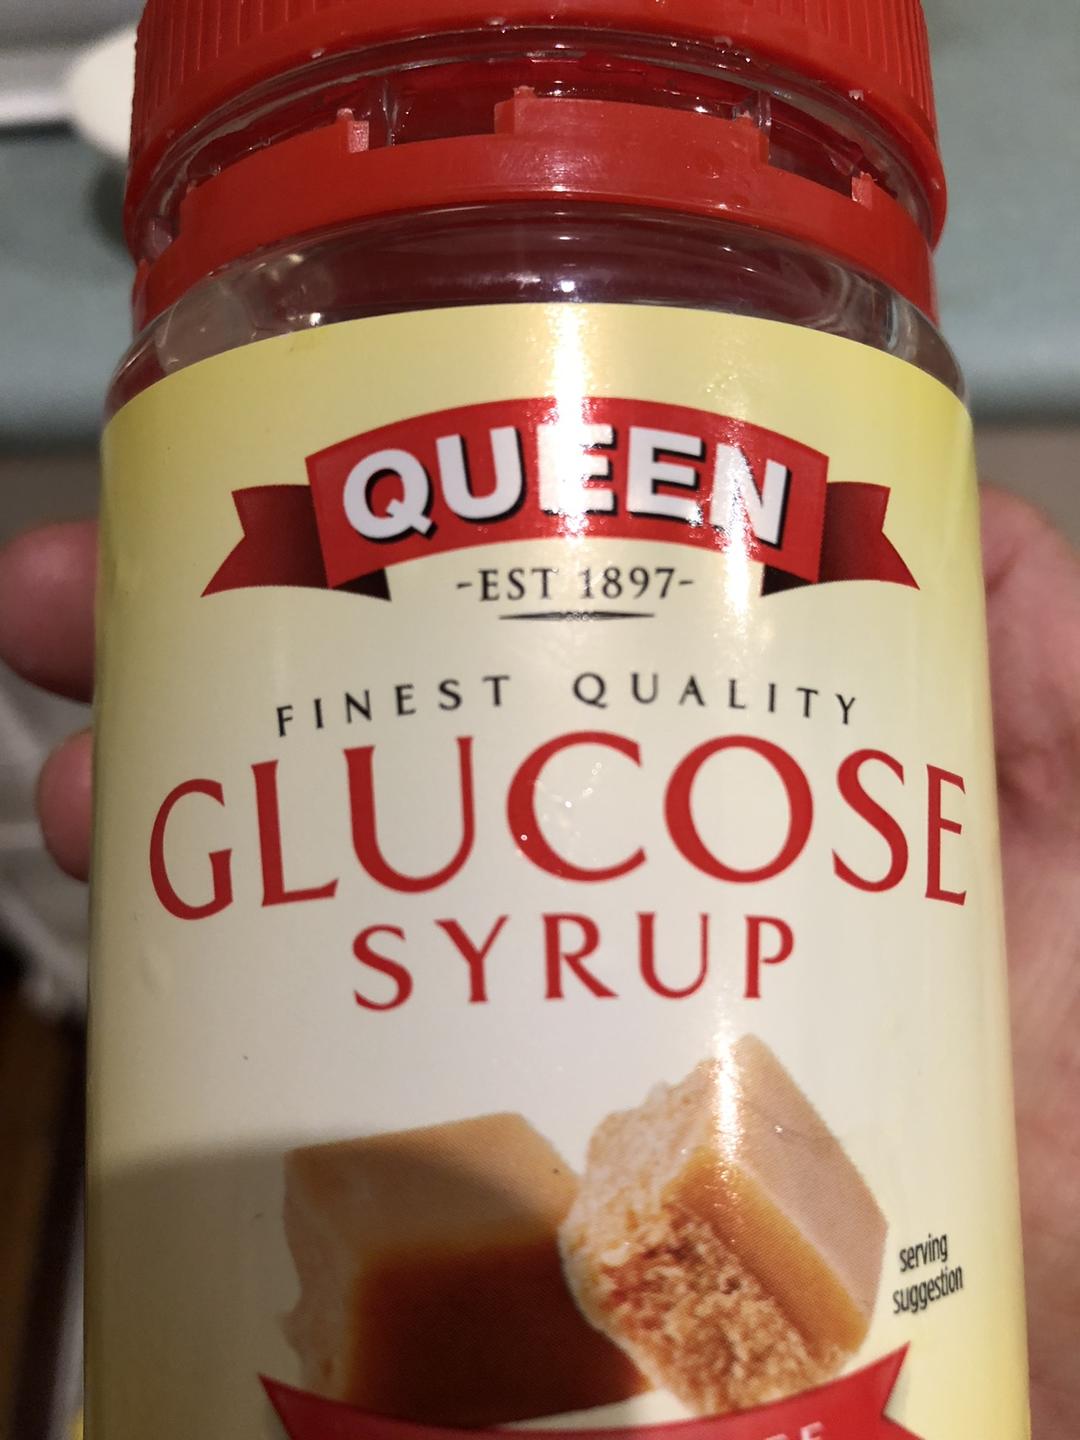 QUEEN
-EST 1897-
FINEST QUALITY
GLUCOSE
SYRUP
serving
suggestion